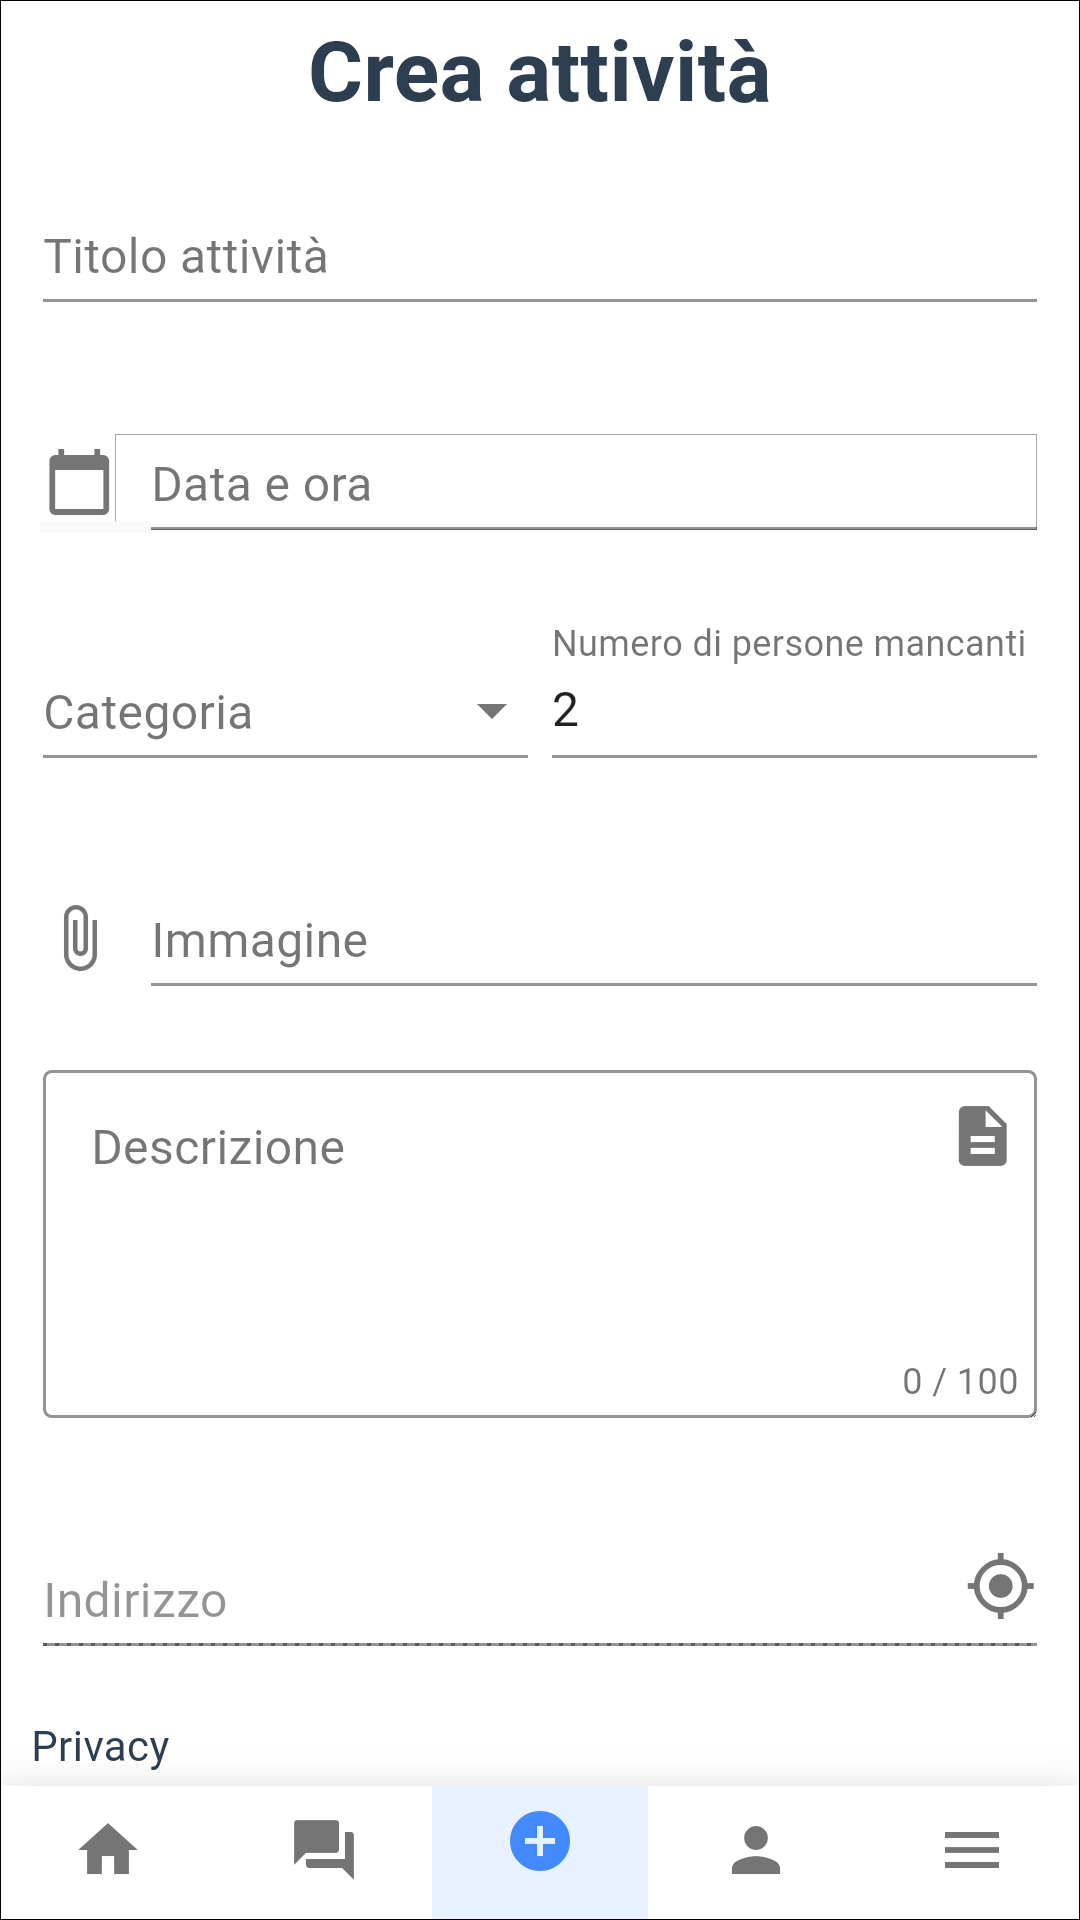 Crea attività
Titolo attività
Data e ora
Numero di persone mancanti
Categoria
2
Immagine
Descrizione
0 / 100
Indirizzo
Privacy